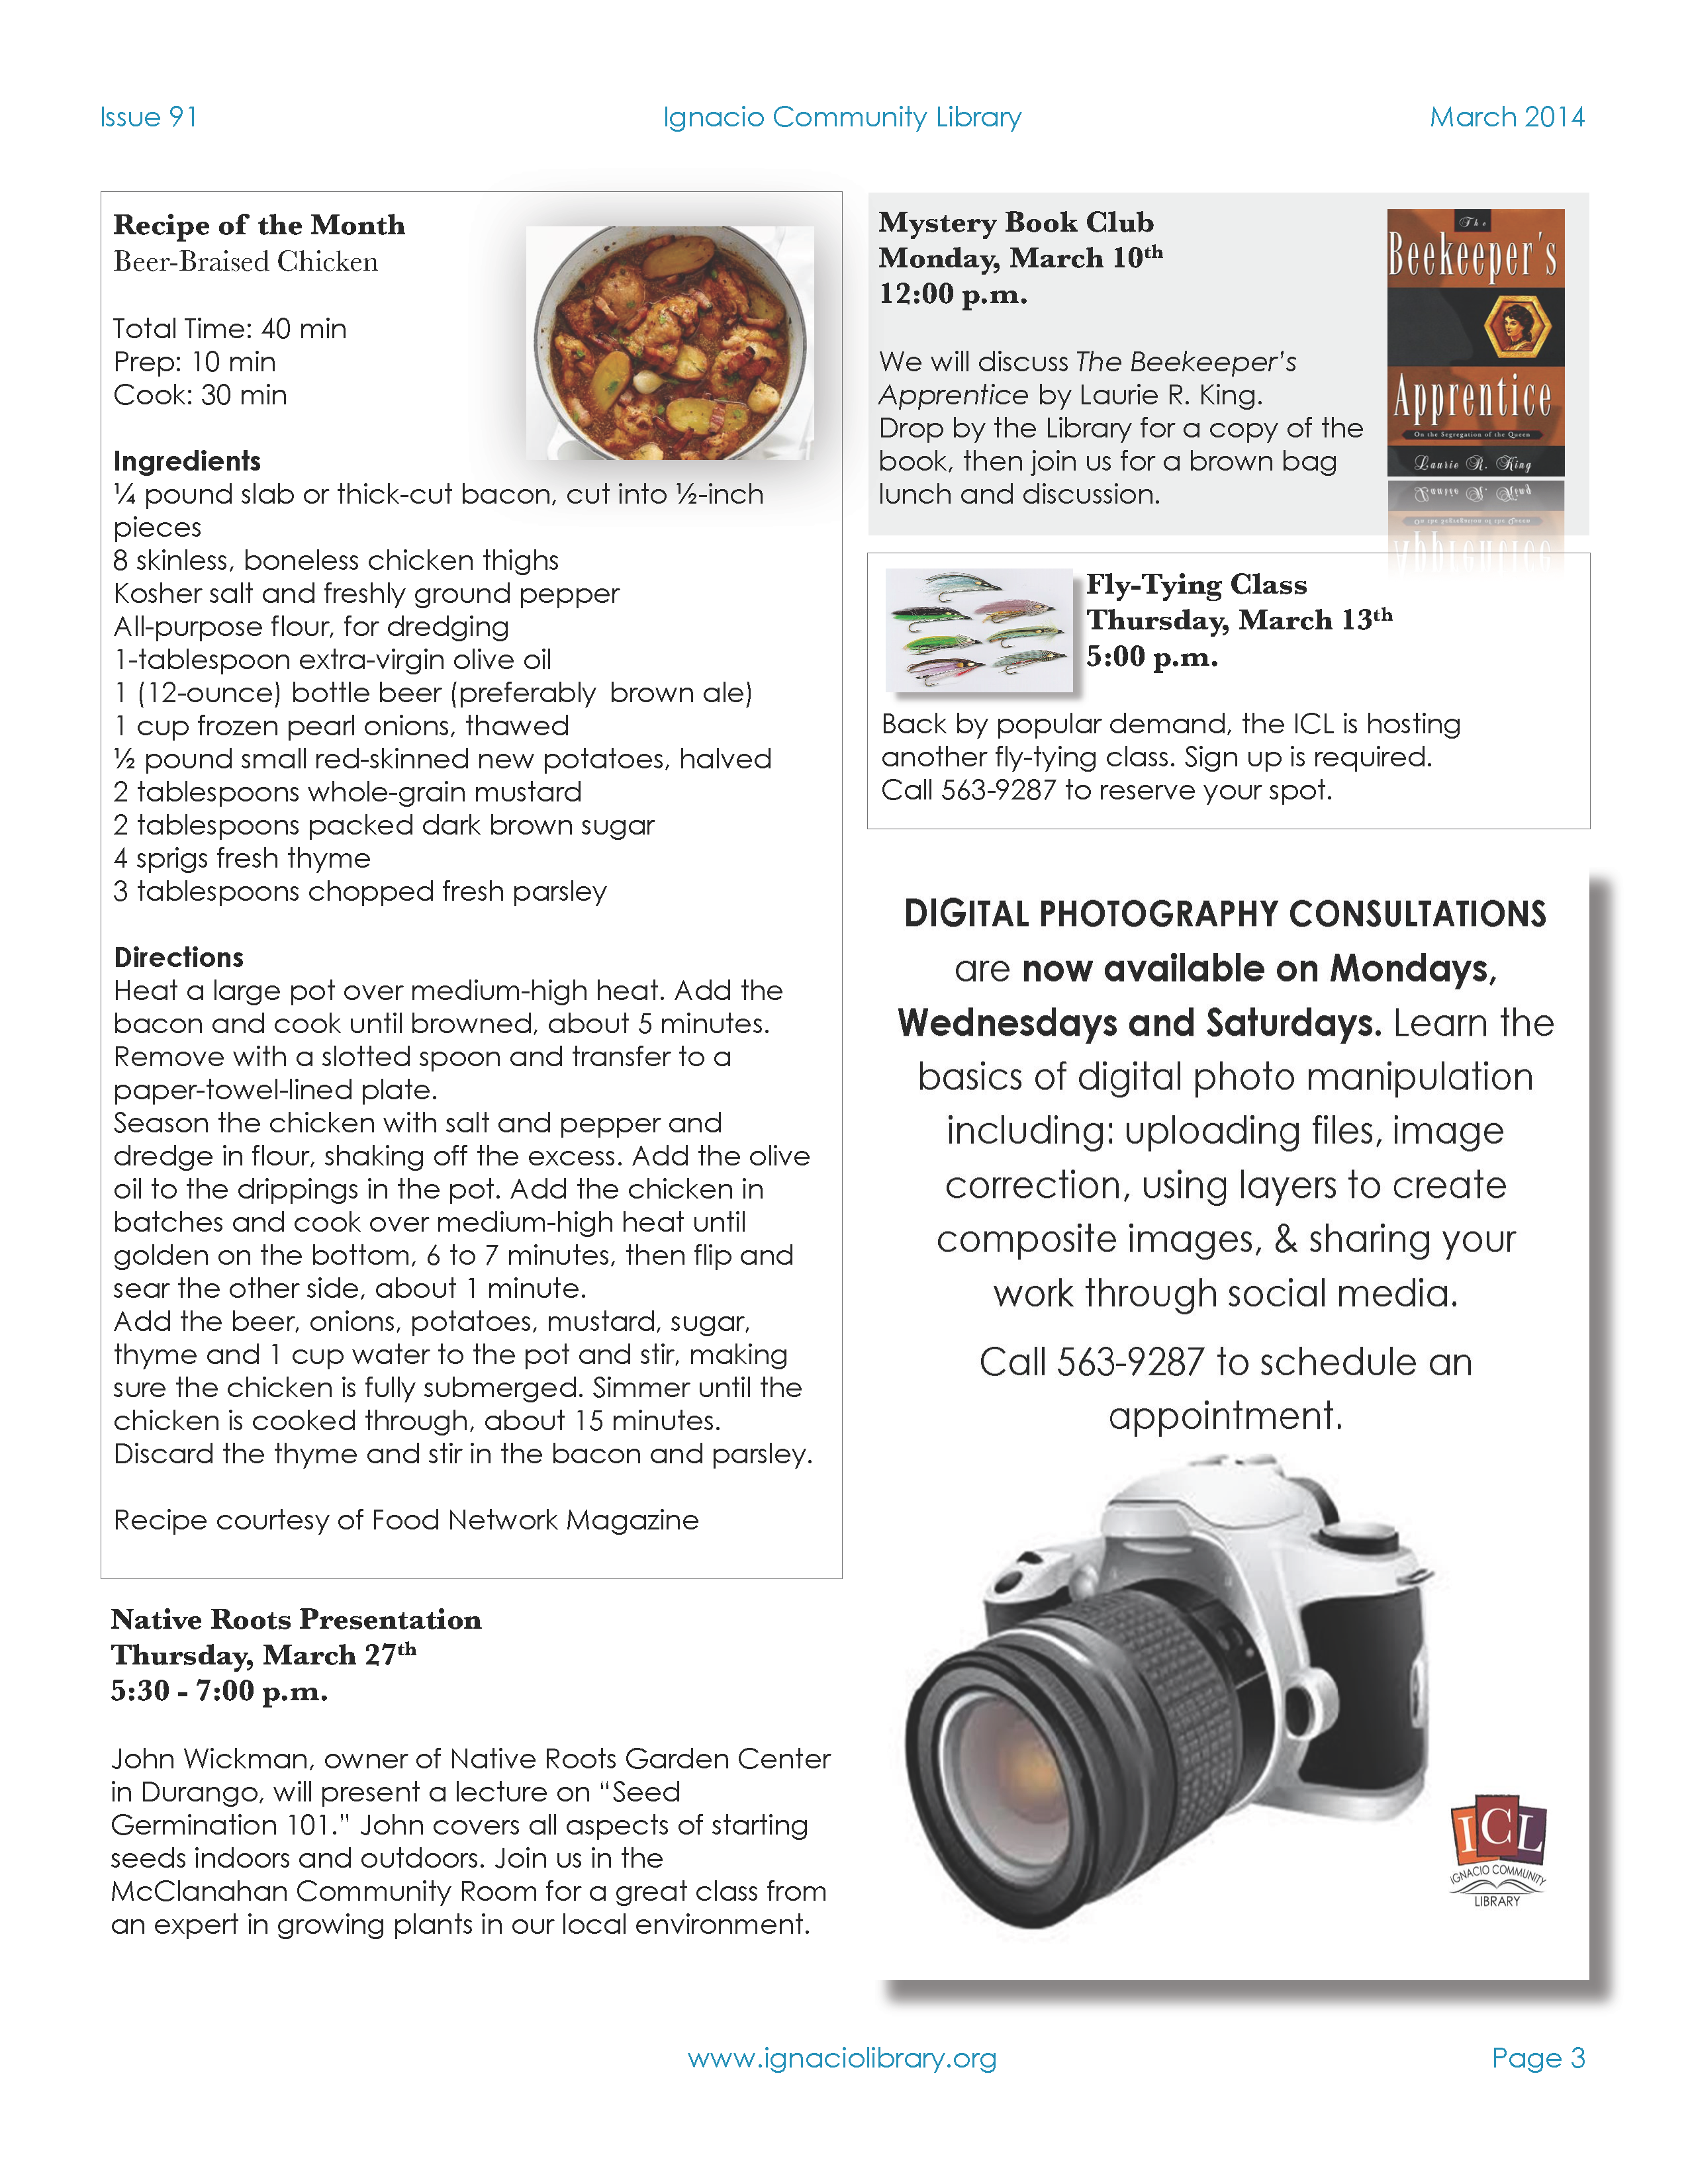 Issue 91
Ignacio Community Library
March 2014
Recipe of the Month
Beer-Braised Chicken
Total Time: 40 min
Prep: 10 min
Cook: 30 min
Ingredients
¼ pound slab or thick-cut bacon, cut into ½-inch
pieces
8 skinless, boneless chicken thighs
Kosher salt and freshly ground pepper
All-purpose flour, for dredging
1-tablespoon extra-virgin olive oil
1 (12-ounce) bottle beer (preferably  brown ale)
1 cup frozen pearl onions, thawed
½ pound small red-skinned new potatoes, halved
2 tablespoons whole-grain mustard
2 tablespoons packed dark brown sugar
4 sprigs fresh thyme
3 tablespoons chopped fresh parsley
Directions
Heat a large pot over medium-high heat. Add the
bacon and cook until browned, about 5 minutes.
Remove with a slotted spoon and transfer to a
paper-towel-lined plate.
Season the chicken with salt and pepper and
dredge in flour, shaking off the excess. Add the olive
oil to the drippings in the pot. Add the chicken in
batches and cook over medium-high heat until
golden on the bottom, 6 to 7 minutes, then flip and
sear the other side, about 1 minute.
Add the beer, onions, potatoes, mustard, sugar,
thyme and 1 cup water to the pot and stir, making
sure the chicken is fully submerged. Simmer until the
chicken is cooked through, about 15 minutes.
Discard the thyme and stir in the bacon and parsley.
Recipe courtesy of Food Network Magazine
Native Roots Presentation
Thursday, March 27th
5:30 - 7:00 p.m.
John Wickman, owner of Native Roots Garden Center
in Durango, will present a lecture on “Seed
Germination 101.” John covers all aspects of starting
seeds indoors and outdoors. Join us in the
McClanahan Community Room for a great class from
an expert in growing plants in our local environment.
Mystery Book Club
Monday, March 10th
12:00 p.m.
We will discuss The Beekeeper’s
Apprentice by Laurie R. King.
Drop by the Library for a copy of the
book, then join us for a brown bag
lunch and discussion.
The
Beekeeper's
Apprentice
On the Segregation of the Queen
Laurie R. King
Fly-Tying Class
Thursday, March 13th
5:00 p.m.
Back by popular demand, the ICL is hosting
another fly-tying class. Sign up is required.
Call 563-9287 to reserve your spot.
DIGITAL PHOTOGRAPHY CONSULTATIONS
are now available on Mondays,
Wednesdays and Saturdays. Learn the
basics of digital photo manipulation
including: uploading files, image
correction, using layers to create
composite images, & sharing your
work through social media.
Call 563-9287 to schedule an
appointment.
ICL
IGNACIO COMMUNITY
LIBRARY
www.ignaciolibrary.org
Page 3